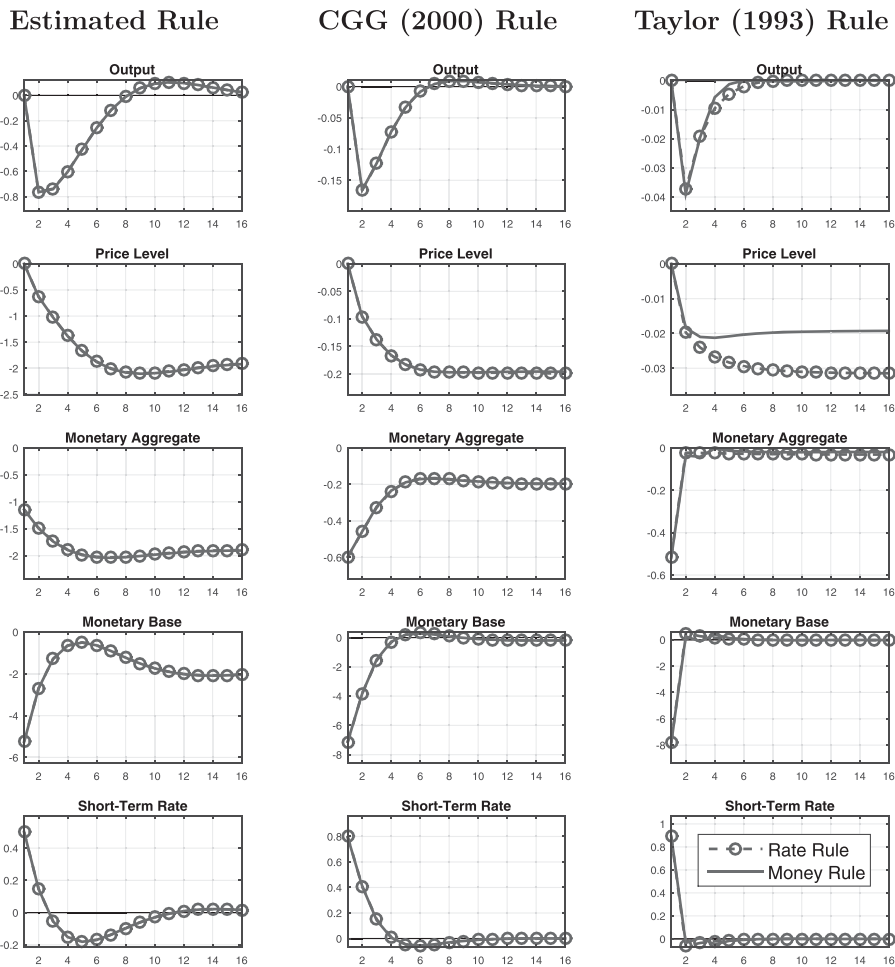 Estimated Rule CGG (2000) Rule Taylor (1993) Rule
Output Output Output
0 0 0
-0.2 -0.05 -0.01
-0.4 -0.1 -0.02
-0.6 -0.15 -0.03
-0.8 -0.04
2 4 6 8 10 12 14 16 2 4 6 8 10 12 14 16 2 4 6 8 10 12 14 16
Price Level Price Level Price Level
0 0 0
-0.5 -0.05 -0.01
-1 -0.1 -0.02
-1.5 -0.15 -0.03
-2 -0.2
-2.5
2 4 6 8 10 12 14 16 2 4 6 8 10 12 14 16 2 4 6 8 10 12 14 16
Monetary Aggregate Monetary Aggregate Monetary Aggregate
0 0 0
-0.5 -0.2 -0.2
-1 -0.4 -0.4
-1.5 -0.6 -0.6
-2
2 4 6 8 10 12 14 16 2 4 6 8 10 12 14 16 2 4 6 8 10 12 14 16
Monetary Base Monetary Base Monetary Base
0 0 0
-2 -2 -2
-4 -4 -4
-6 -6 -6
-8 -8
2 4 6 8 10 12 14 16 2 4 6 8 10 12 14 16 2 4 6 8 10 12 14 16
Short-Term Rate Short-Term Rate Short-Term Rate
0.4 0.8 1
0.2 0.6 0.8
0 0.4 0.6
-0.2 0.2 0.4
0 0.2
0
Rate Rule
Money Rule
2 4 6 8 10 12 14 16 2 4 6 8 10 12 14 16 2 4 6 8 10 12 14 16